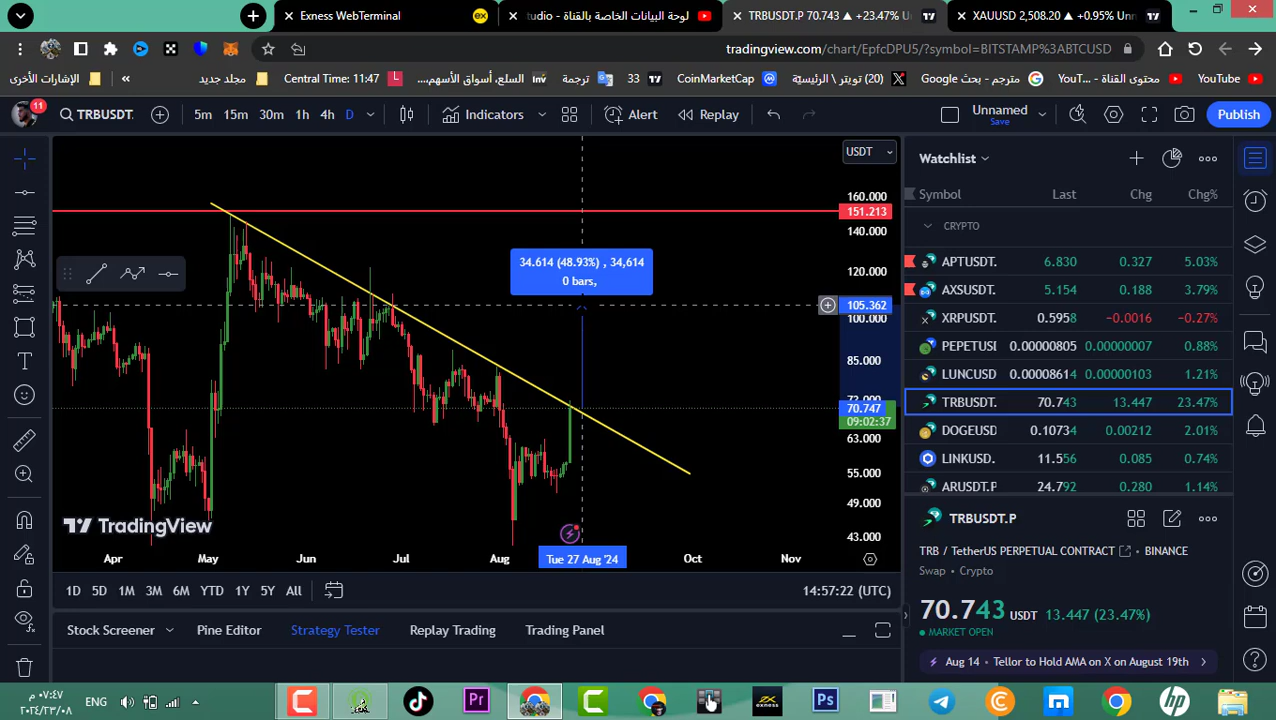 Exness WebTerminal
لوحة البيانات الخاصة بالقناة - tudio
TRBUSDT.P 70.743 ▲ +23.47% U
XAUUSD 2,508.20 ▲ +0.95% Unn
tradingview.com/chart/EpfcDPU5/?symbol=BITSTAMP%3ABTCUSD
الإشارات الأخرى
»
مجلد جديد
Central Time: 11:47
السلع، أسواق الأسهم،...
ترجمة
33
CoinMarketCap
(20) تويتر \ الرئيسية
مترجم - بحث Google
محتوى القناة - YouT...
YouTube
11
TRBUSDT.
5m 15m 30m 1h 4h D
Indicators
Alert
Replay
Unnamed
Save
Publish
USDT
160.000
151.213
140.000
120.000
105.362
100.000
85.000
72.000
70.747
09:02:37
63.000
55.000
49.000
43.000
34.614 (48.93%) , 34,614
0 bars,
TradingView
Apr May Jun Jul Aug Tue 27 Aug '24 Oct Nov
1D 5D 1M 3M 6M YTD 1Y 5Y All
14:57:22 (UTC)
Stock Screener Pine Editor Strategy Tester Replay Trading Trading Panel
Watchlist
Symbol Last Chg Chg%
CRYPTO
APTUSDT. 6.830 0.327 5.03%
AXSUSDT. 5.154 0.188 3.79%
XRPUSDT. 0.5958 -0.0016 -0.27%
PEPETUSI 0.00000805 0.00000007 0.88%
LUNCUSD 0.00008614 0.00000103 1.21%
TRBUSDT. 70.743 13.447 23.47%
DOGEUSD 0.10734 0.00212 2.01%
LINKUSD. 11.556 0.085 0.74%
ARUSDT.P 24.792 0.280 1.14%
TRBUSDT.P
TRB / TetherUS PERPETUAL CONTRACT • BINANCE
Swap • Crypto
70.743 USDT 13.447 (23.47%)
MARKET OPEN
Aug 14 • Tellor to Hold AMA on X on August 19th
٠٧:٤٧ م
٢٠٢٤/٢٣/٠٨
ENG
Pr
Ps
hp